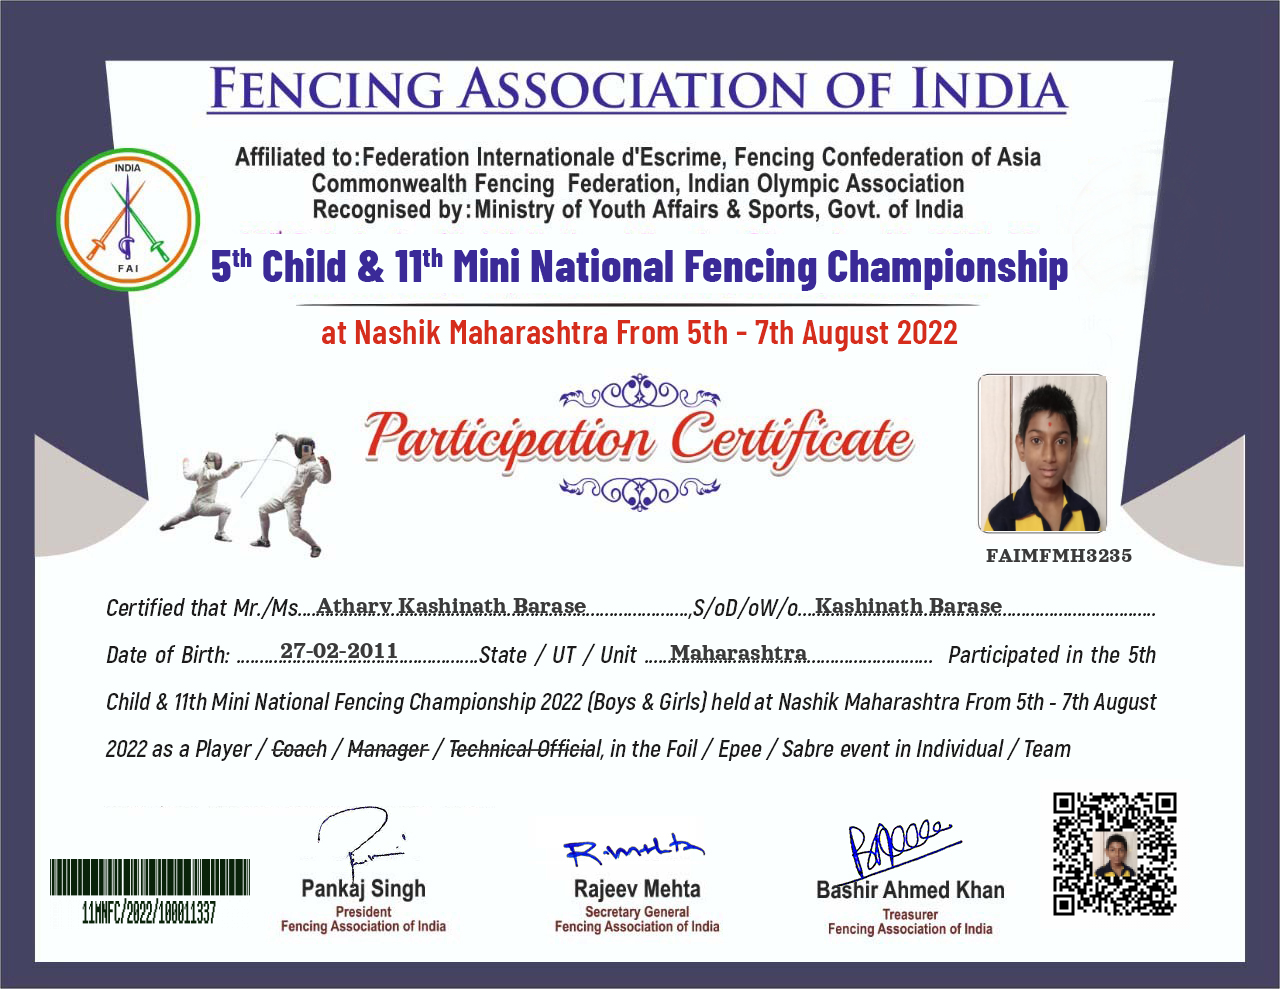 FENCING ASSOCIATION OF INDIA
Affiliated to:Federation Internationale d'Escrime, Fencing Confederation of Asia
Commonwealth Fencing Federation, Indian Olympic Association
Recognised by:Ministry of Youth Affairs & Sports, Govt. of India
INDIA
FAI
5th Child & 11th Mini National Fencing Championship
at Nashik Maharashtra From 5th - 7th August 2022
Participation Certificate
FAIMFMH3235
Certified that Mr./Ms....Atharv Kashinath Barase......................,S/oD/oW/o....Kashinath Barase.................................
Date of Birth: ..........27-02-2011..................State / UT / Unit .....Maharashtra........................... Participated in the 5th
Child & 11th Mini National Fencing Championship 2022 (Boys & Girls) held at Nashik Maharashtra From 5th - 7th August
2022 as a Player / Coach / Manager / Technical Official, in the Foil / Epee / Sabre event in Individual / Team
R.mehta
Pankaj Singh
President
Fencing Association of India
Rajeev Mehta
Secretary General
Fencing Association of India
Bashir Ahmed Khan
Treasurer
Fencing Association of India
11MNFC/2022/100011337